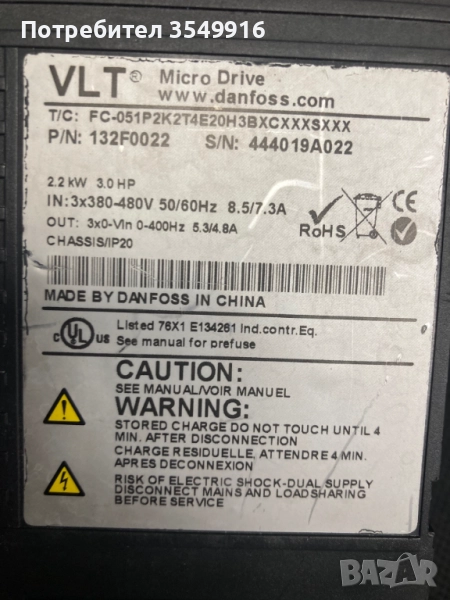 Потребител 3549916
VLT® Micro Drive
www.danfoss.com
T/C: FC-051P2K2T4E20H3BXCXXXSXXX
P/N: 132F0022 S/N: 444019A022
2.2 kW 3.0 HP
IN: 3x380-480V 50/60Hz 8.5/7.3A
OUT: 3x0-Vin 0-400Hz 5.3/4.8A
CHASSIS/IP20
RoHS
CE
MADE BY DANFOSS IN CHINA
c UL us Listed 76X1 E134261 Ind.contr.Eq.
See manual for prefuse
CAUTION:
SEE MANUAL/VOIR MANUEL
WARNING:
STORED CHARGE DO NOT TOUCH UNTIL 4
MIN. AFTER DISCONNECTION
CHARGE RESIDUELLE, ATTENDRE 4 MIN.
APRES DECONNEXION
RISK OF ELECTRIC SHOCK-DUAL SUPPLY
DISCONNECT MAINS AND LOADSHARING
BEFORE SERVICE
BAZAR